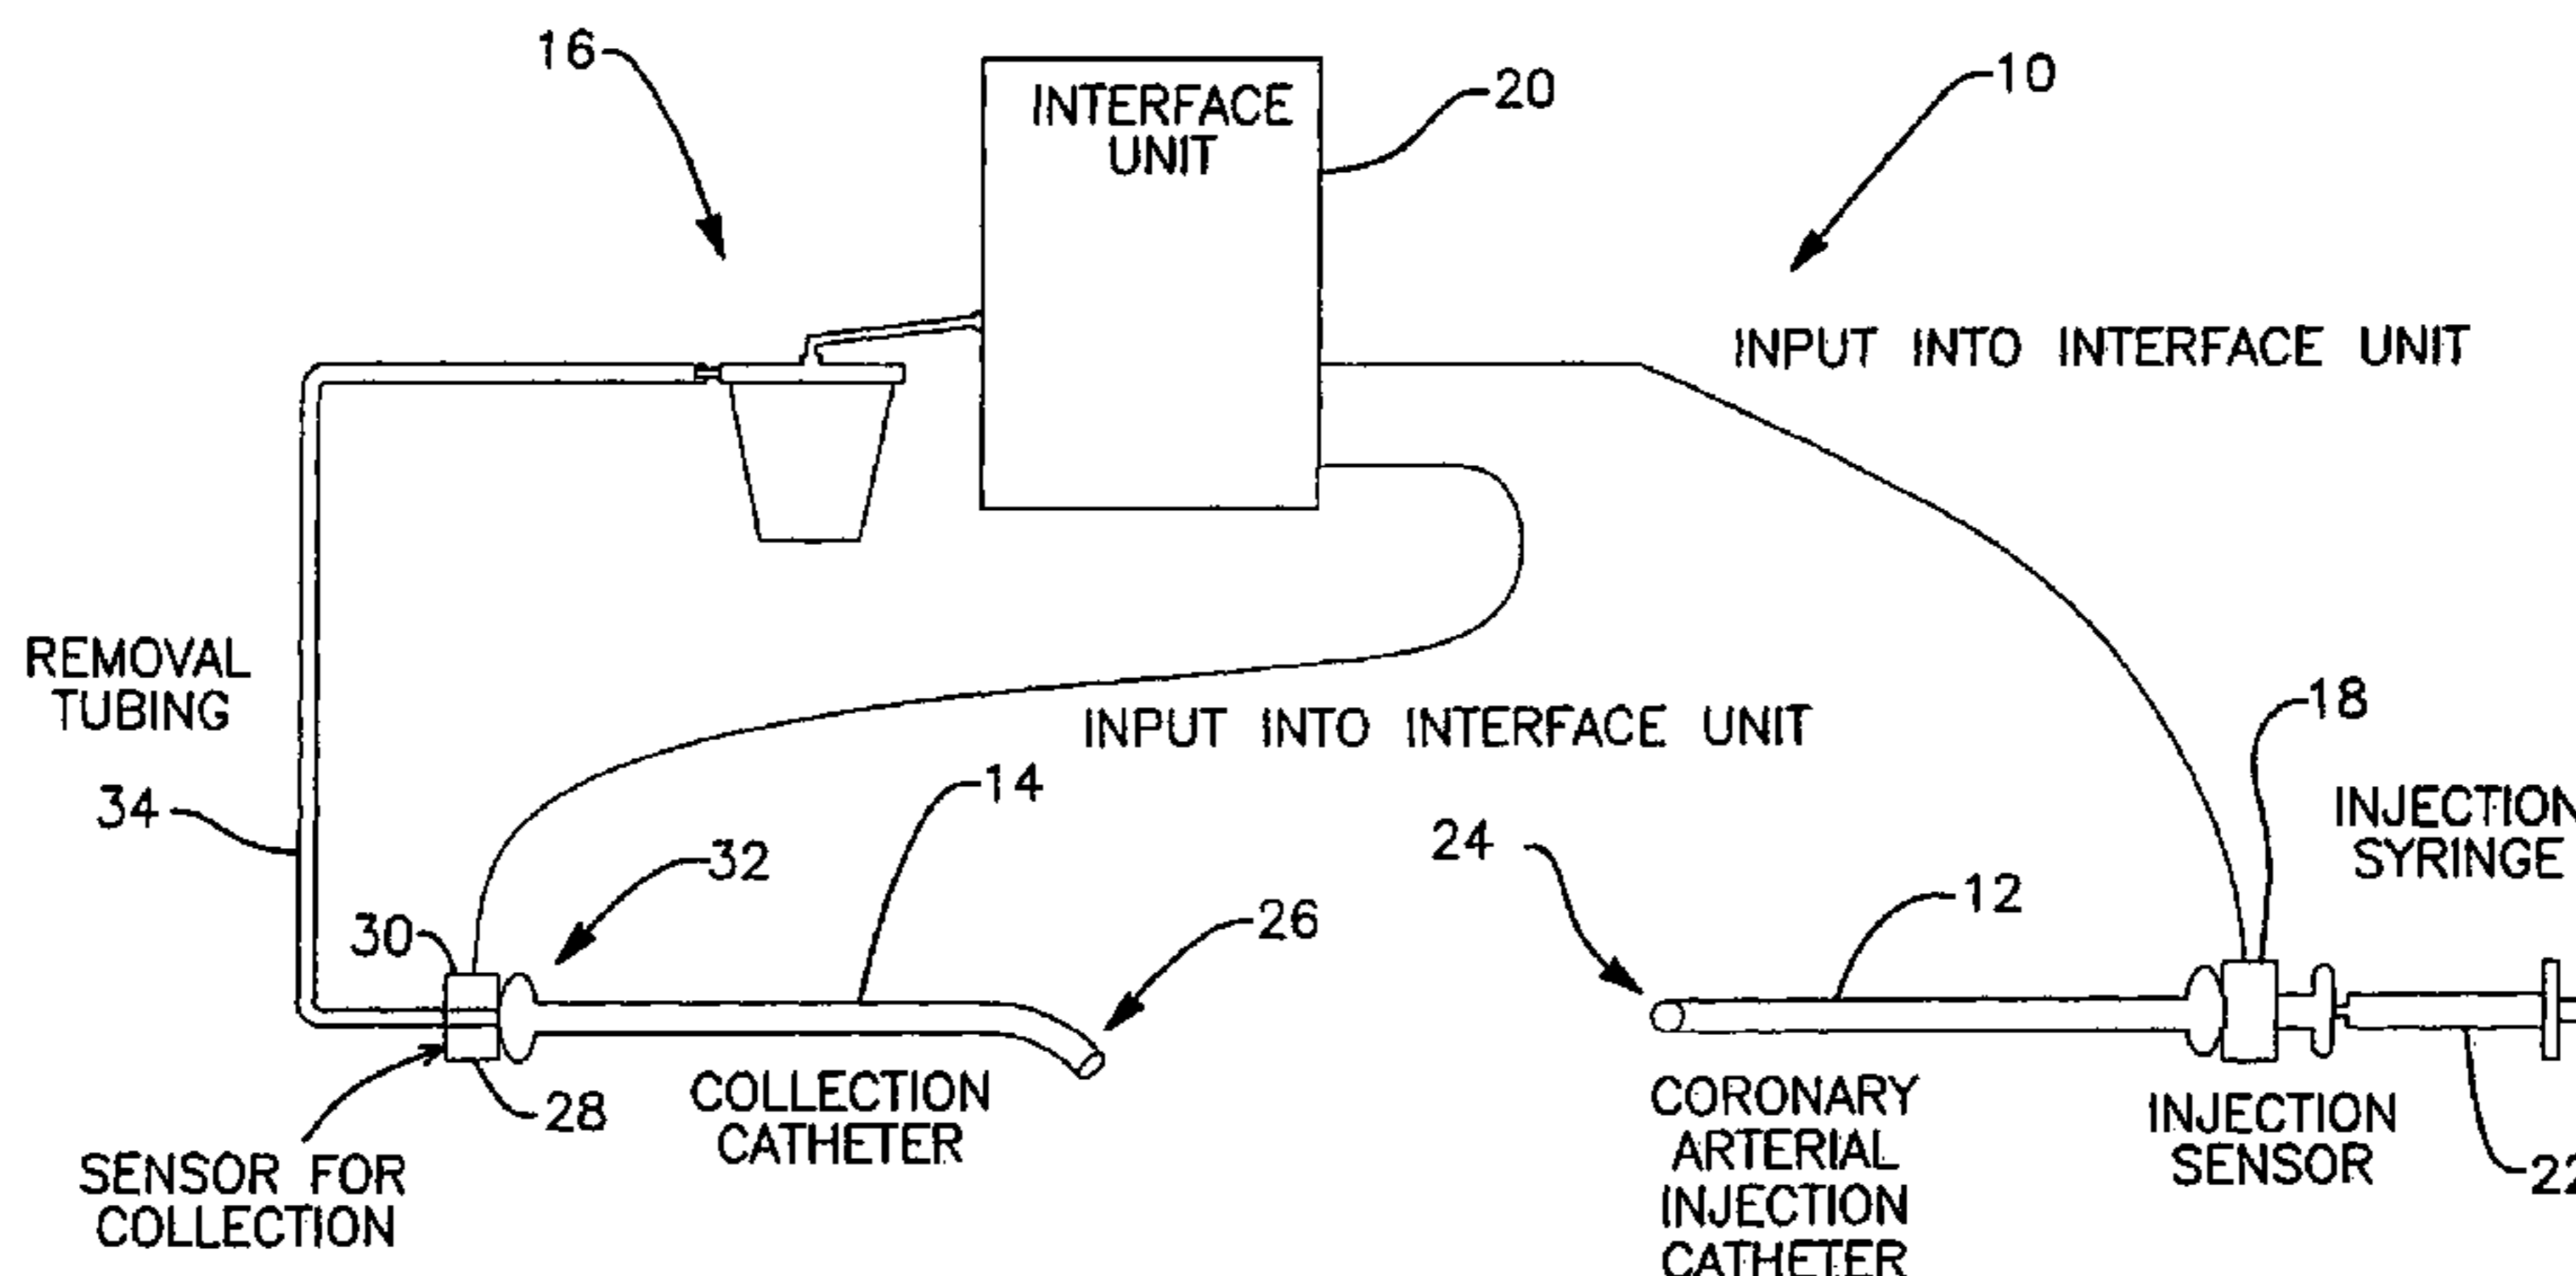 16
INTERFACE
UNIT
20
10
INPUT INTO INTERFACE UNIT
REMOVAL
TUBING
INPUT INTO INTERFACE UNIT
18
34
14
INJECTION
SYRINGE
32
24
12
30
26
28
COLLECTION
CATHETER
SENSOR FOR
COLLECTION
CORONARY
ARTERIAL
INJECTION
CATHETER
INJECTION
SENSOR
22